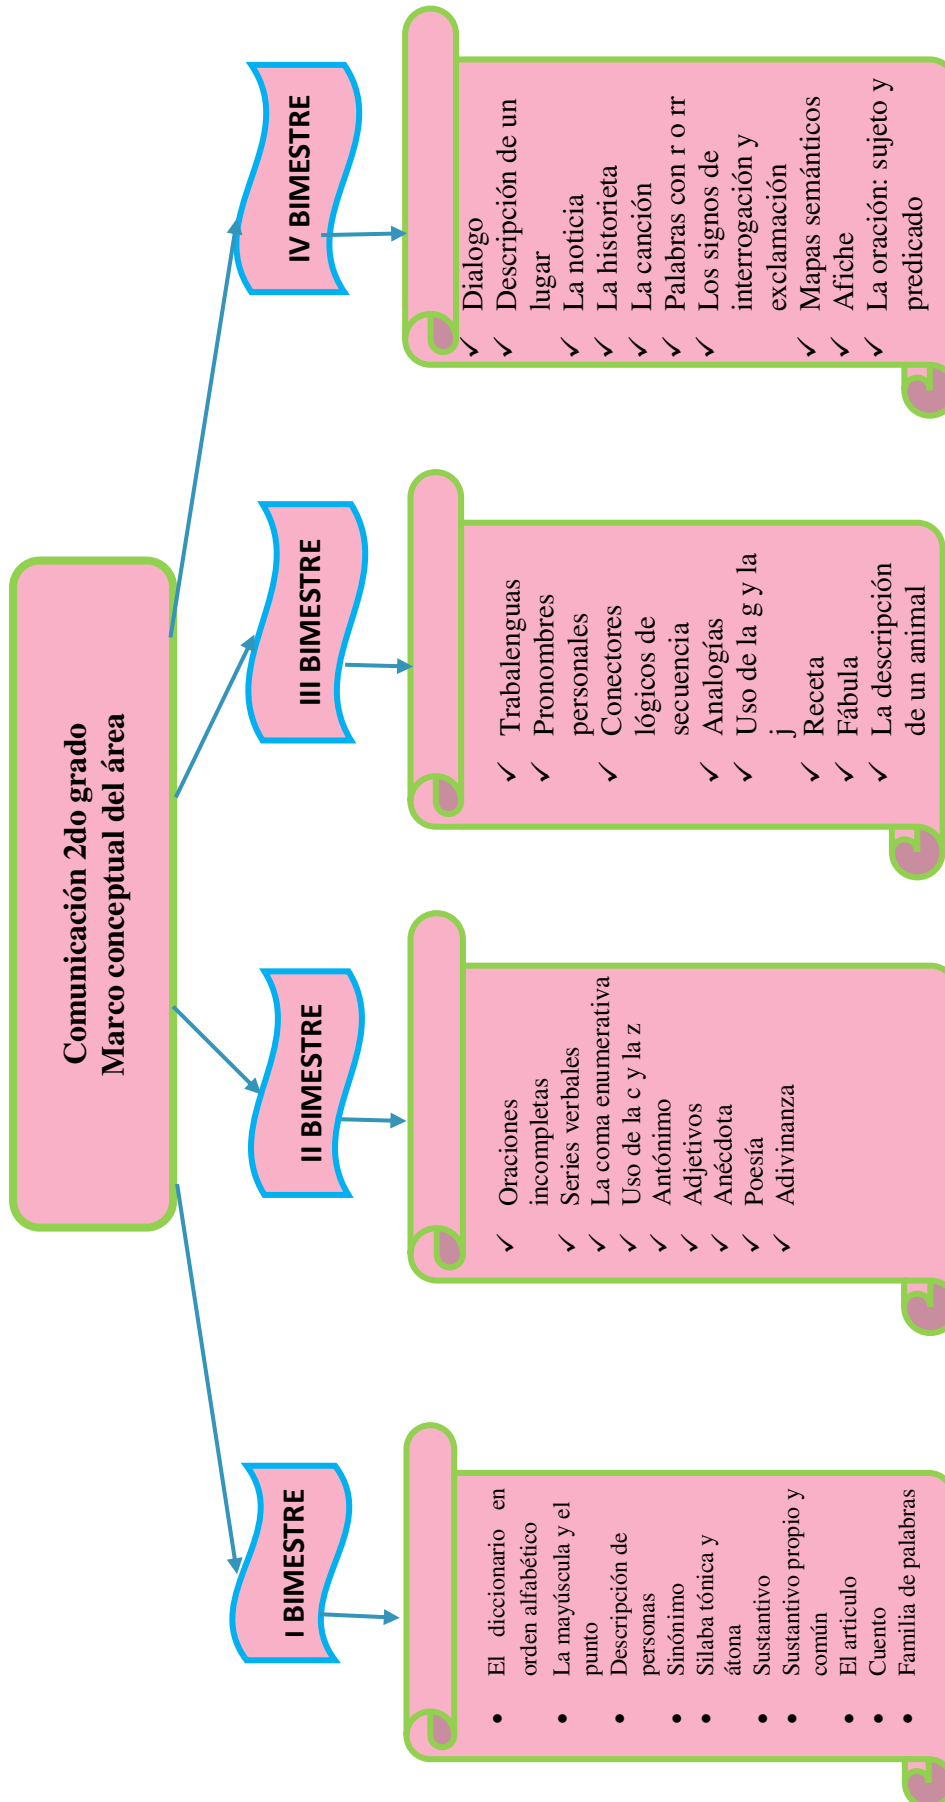 Comunicación 2do grado
Marco conceptual del área
I BIMESTRE
El diccionario en
orden alfabético
La mayúscula y el
punto
Descripción de
personas
Sinónimo
Silaba tónica y
átona
Sustantivo
Sustantivo propio y
común
El articulo
Cuento
Familia de palabras
II BIMESTRE
Oraciones
incompletas
Series verbales
La coma enumerativa
Uso de la c y la z
Antónimo
Adjetivos
Anécdota
Poesía
Adivinanza
III BIMESTRE
Trabalenguas
Pronombres
personales
Conectores
lógicos de
secuencia
Analogías
Uso de la g y la
j
Receta
Fábula
La descripción
de un animal
IV BIMESTRE
Dialogo
Descripción de un
lugar
La noticia
La historieta
La canción
Palabras con r o rr
Los signos de
interrogación y
exclamación
Mapas semánticos
Afiche
La oración: sujeto y
predicado